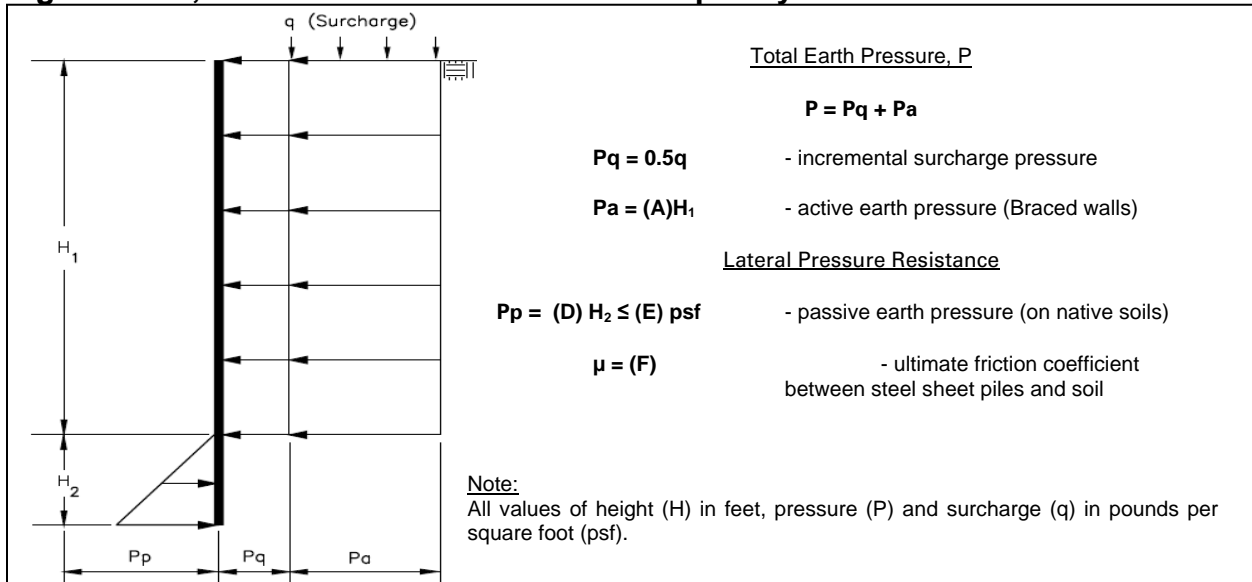 q (Surcharge)
Total Earth Pressure, P
P = Pq + Pa
Pq = 0.5q - incremental surcharge pressure
Pa = (A)H₁ - active earth pressure (Braced walls)
Lateral Pressure Resistance
Pp = (D) H₂ ≤ (E) psf - passive earth pressure (on native soils)
μ = (F) - ultimate friction coefficient
between steel sheet piles and soil
H₁
H₂
Note:
All values of height (H) in feet, pressure (P) and surcharge (q) in pounds per
square foot (psf).
Pp Pq Pa